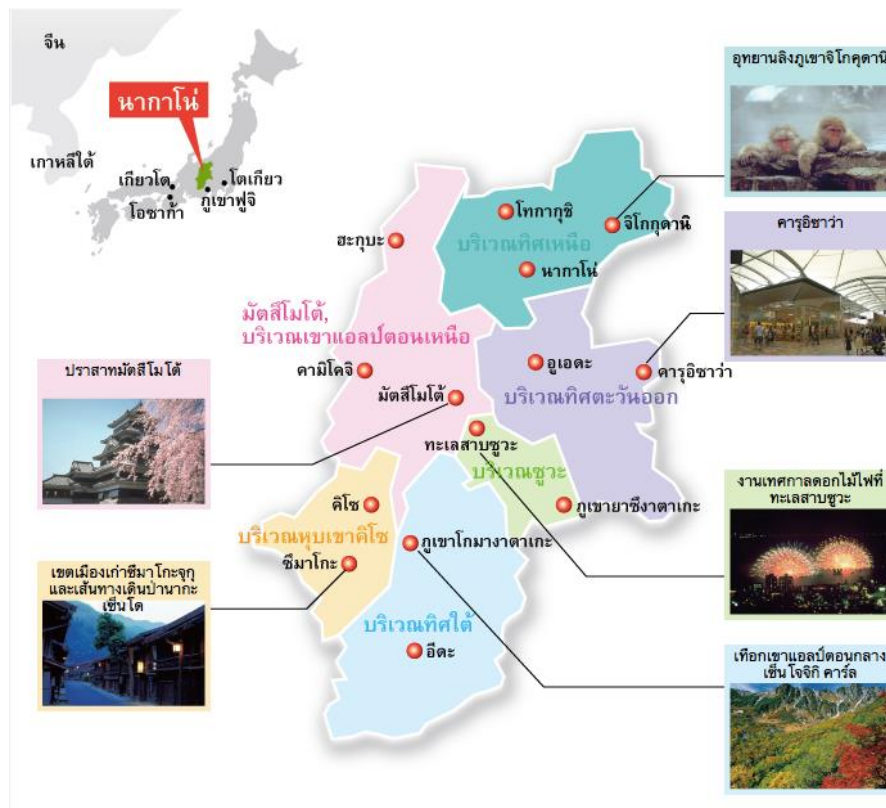 จีน
นากาโน่
เกาหลีใต้
เกียวโต
โตเกียว
โอซาก้า
ภูเขาฟูจิ
อุทยานลิงภูเขาจิโกคุดานิ
โทกากุชิ
จิโกกุดานิ
ฮะกุบะ
บริเวณทิศเหนือ
นากาโน่
คารุอิซาว่า
มัตสึโมโต้,
บริเวณเขาแอลป์ตอนเหนือ
ปราสาทมัตสึโมโต้
คามิโคจิ
อูเอดะ
คารุอิซาว่า
มัตสึโมโต้
บริเวณทิศตะวันออก
ทะเลสาบซูวะ
บริเวณซูวะ
งานเทศกาลดอกไม้ไฟที่
ทะเลสาบซูวะ
คิโซ
ภูเขายาซึงาตาเกะ
บริเวณหุบเขาคิโซ
ภูเขาโกมางาตาเกะ
ซึมาโกะ
เขตเมืองเก่าซึมาโกะจุกุ
และเส้นทางเดินป่านากะ
เซ็นโด
บริเวณทิศใต้
อีดะ
เทือกเขาแอลป์ตอนกลาง
เซ็นโจจิกิ คาร์ล